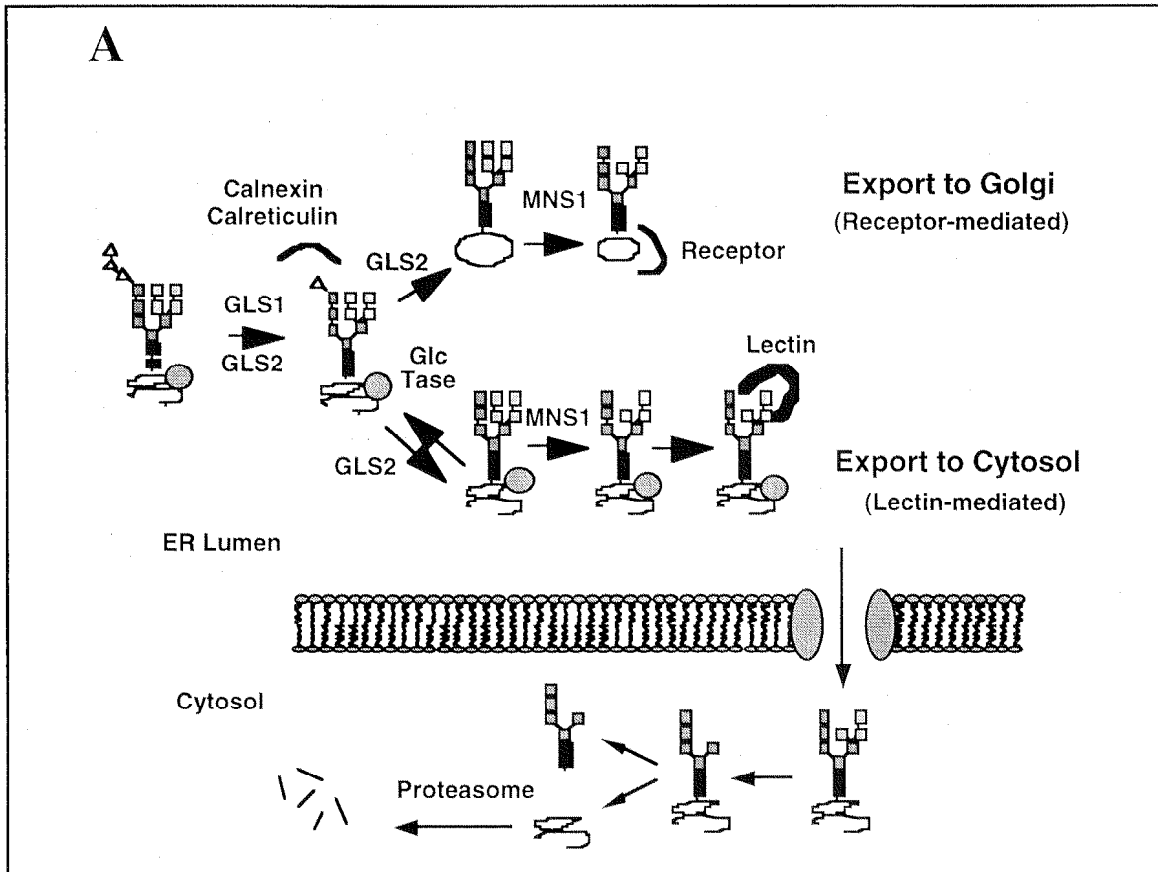 A
Calnexin
Calreticulin
MNS1
Export to Golgi
(Receptor-mediated)
Receptor
GLS2
GLS1
GLS2
Glc
Tase
Lectin
MNS1
GLS2
Export to Cytosol
(Lectin-mediated)
ER Lumen
Cytosol
Proteasome